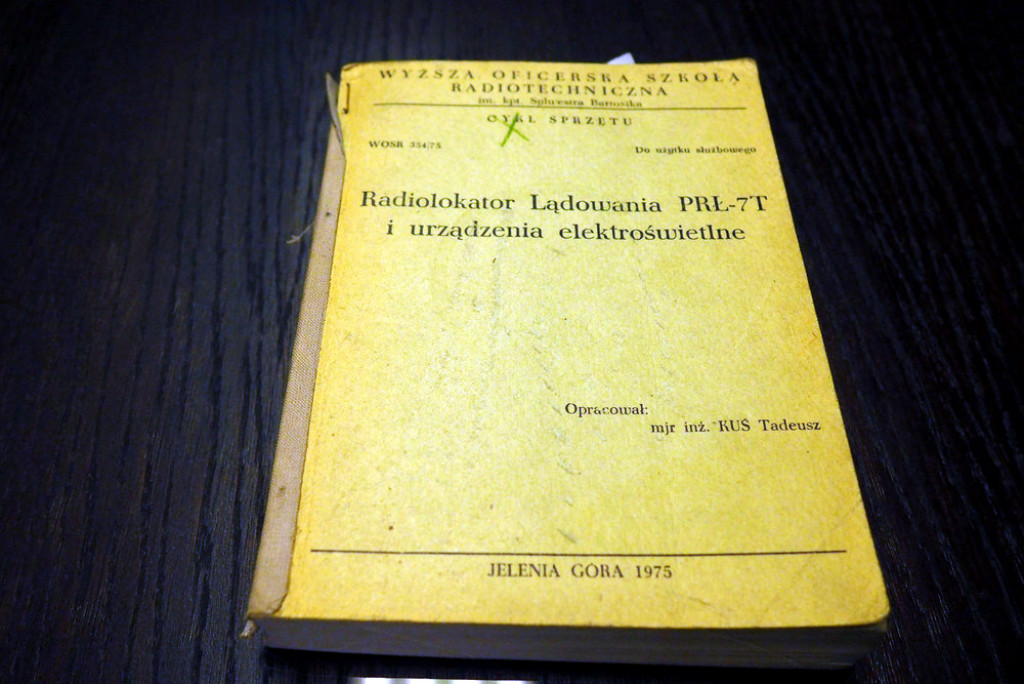 WYŻSZA OFICERSKA SZKOŁA
RADIOTECHNICZNA
im. kpt. Sylwestra Bartosika
CYKL SPRZĘTU
WOSR 354/75
Do użytku służbowego
Radiolokator Lądowania PRŁ-7T
i urządzenia elektroświetlne
Opracował:
mjr inż. KUŚ Tadeusz
JELENIA GÓRA 1975